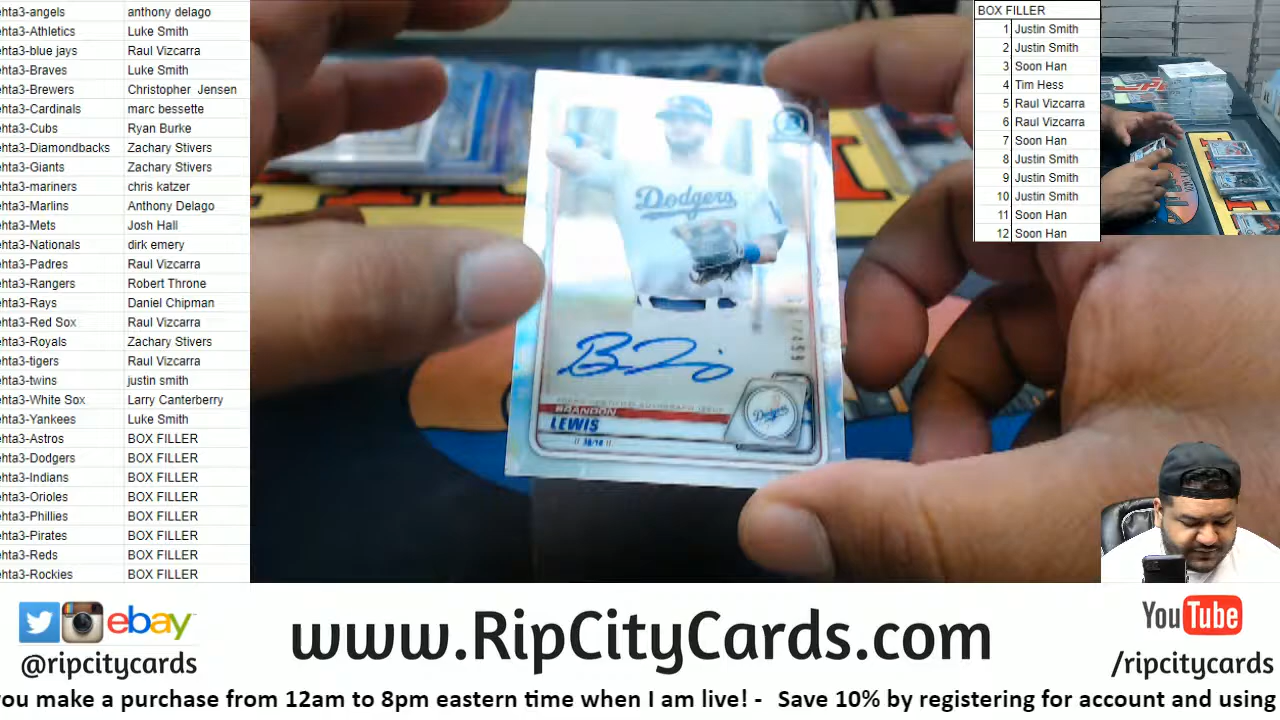 ehta3-angels anthony delago
ehta3-Athletics Luke Smith
ehta3-blue jays Raul Vizcarra
ehta3-Braves Luke Smith
ehta3-Brewers Christopher Jensen
ehta3-Cardinals marc bessette
ehta3-Cubs Ryan Burke
ehta3-Diamondbacks Zachary Stivers
ehta3-Giants Zachary Stivers
ehta3-mariners chris katzer
ehta3-Marlins Anthony Delago
ehta3-Mets Josh Hall
ehta3-Nationals dirk emery
ehta3-Padres Raul Vizcarra
ehta3-Rangers Robert Throne
ehta3-Rays Daniel Chipman
ehta3-Red Sox Raul Vizcarra
ehta3-Royals Zachary Stivers
ehta3-tigers Raul Vizcarra
ehta3-twins justin smith
ehta3-White Sox Larry Canterberry
ehta3-Yankees Luke Smith
ehta3-Astros BOX FILLER
ehta3-Dodgers BOX FILLER
ehta3-Indians BOX FILLER
ehta3-Orioles BOX FILLER
ehta3-Phillies BOX FILLER
ehta3-Pirates BOX FILLER
ehta3-Reds BOX FILLER
ehta3-Rockies BOX FILLER
Dodgers
BRANDON
LEWIS
Dodgers
BOX FILLER
1 Justin Smith
2 Justin Smith
3 Soon Han
4 Tim Hess
5 Raul Vizcarra
6 Raul Vizcarra
7 Soon Han
8 Justin Smith
9 Justin Smith
10 Justin Smith
11 Soon Han
12 Soon Han
ebay
@ripcitycards
www.RipCityCards.com
YouTube
/ripcitycards
you make a purchase from 12am to 8pm eastern time when I am live! - Save 10% by registering for account and using